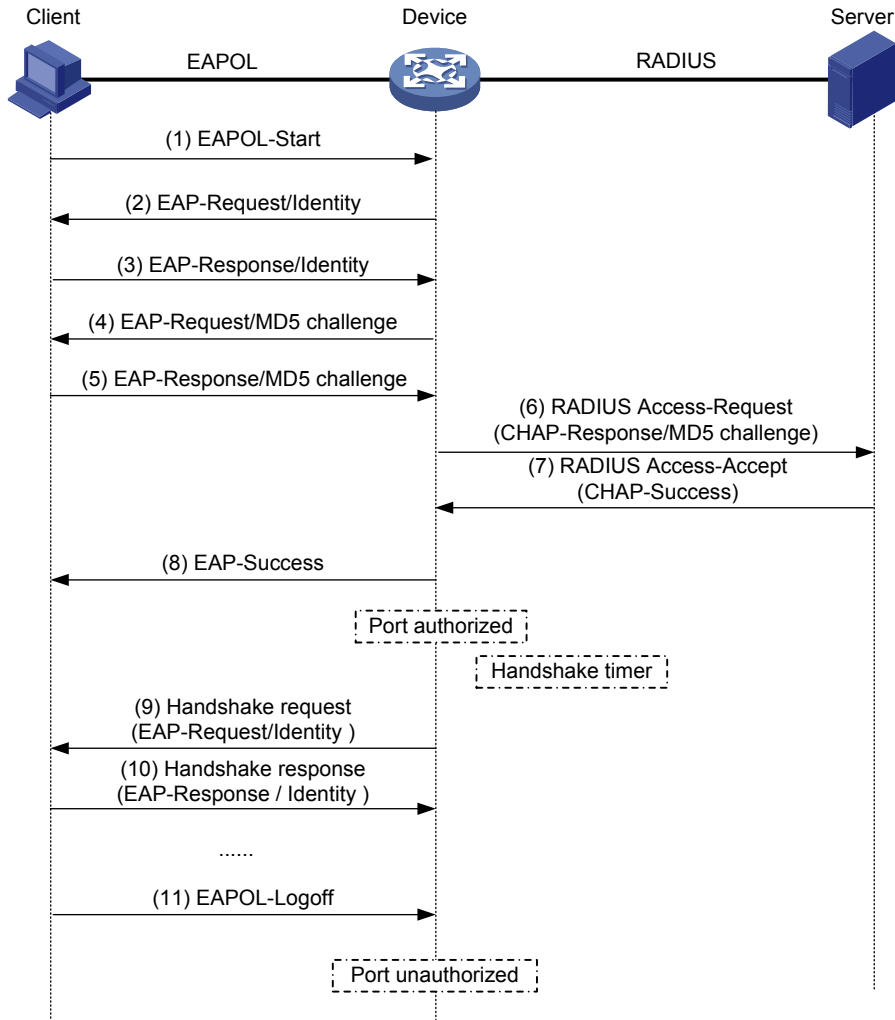 Client
Device
Server
EAPOL
RADIUS
(1) EAPOL-Start
(2) EAP-Request/Identity
(3) EAP-Response/Identity
(4) EAP-Request/MD5 challenge
(5) EAP-Response/MD5 challenge
(6) RADIUS Access-Request
(CHAP-Response/MD5 challenge)
(7) RADIUS Access-Accept
(CHAP-Success)
(8) EAP-Success
Port authorized
Handshake timer
(9) Handshake request
(EAP-Request/Identity )
(10) Handshake response
(EAP-Response / Identity )
......
(11) EAPOL-Logoff
Port unauthorized